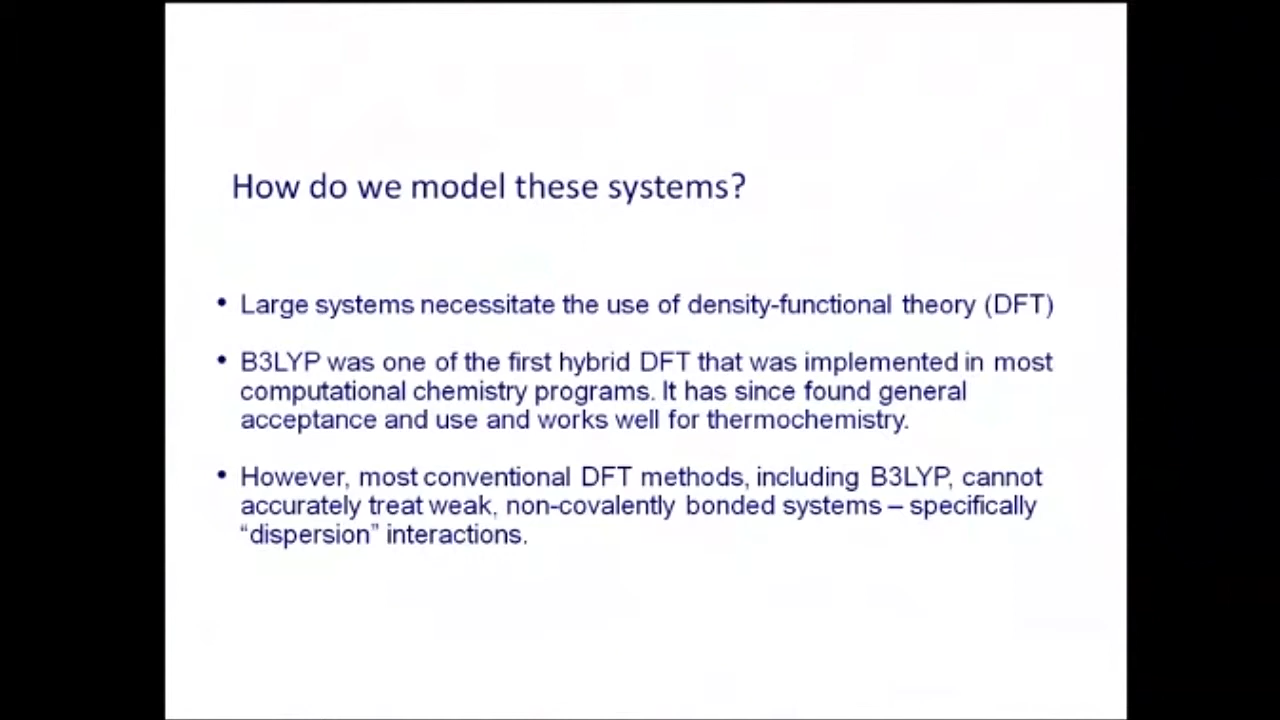 How do we model these systems?
• Large systems necessitate the use of density-functional theory (DFT)
• B3LYP was one of the first hybrid DFT that was implemented in most
computational chemistry programs. It has since found general
acceptance and use and works well for thermochemistry.
• However, most conventional DFT methods, including B3LYP, cannot
accurately treat weak, non-covalently bonded systems – specifically
“dispersion” interactions.